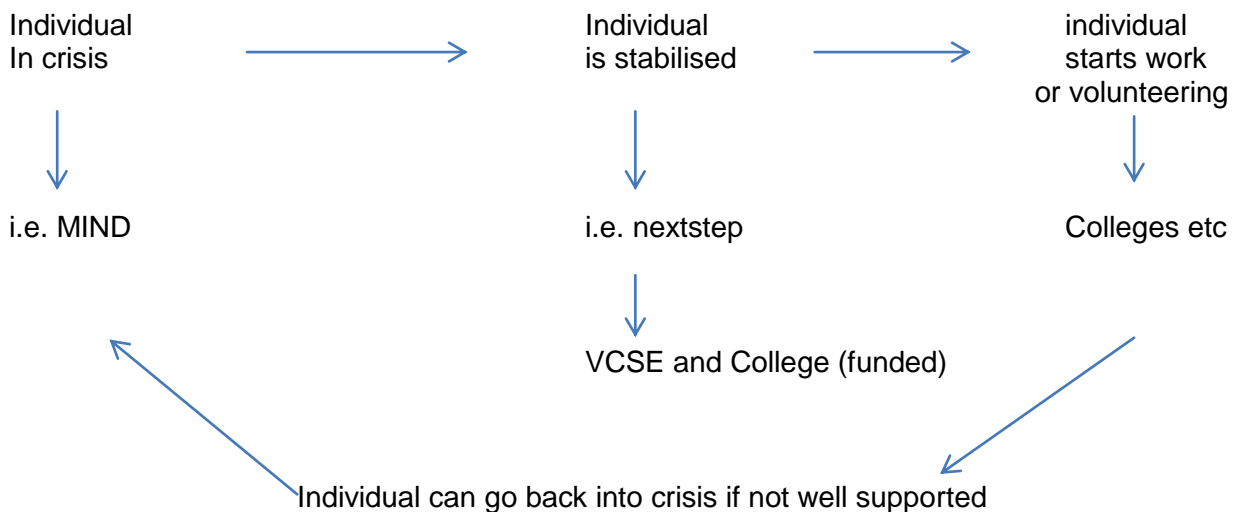 Individual
In crisis
Individual
is stabilised
individual
starts work
or volunteering
i.e. MIND
i.e. nextstep
Colleges etc
VCSE and College (funded)
Individual can go back into crisis if not well supported